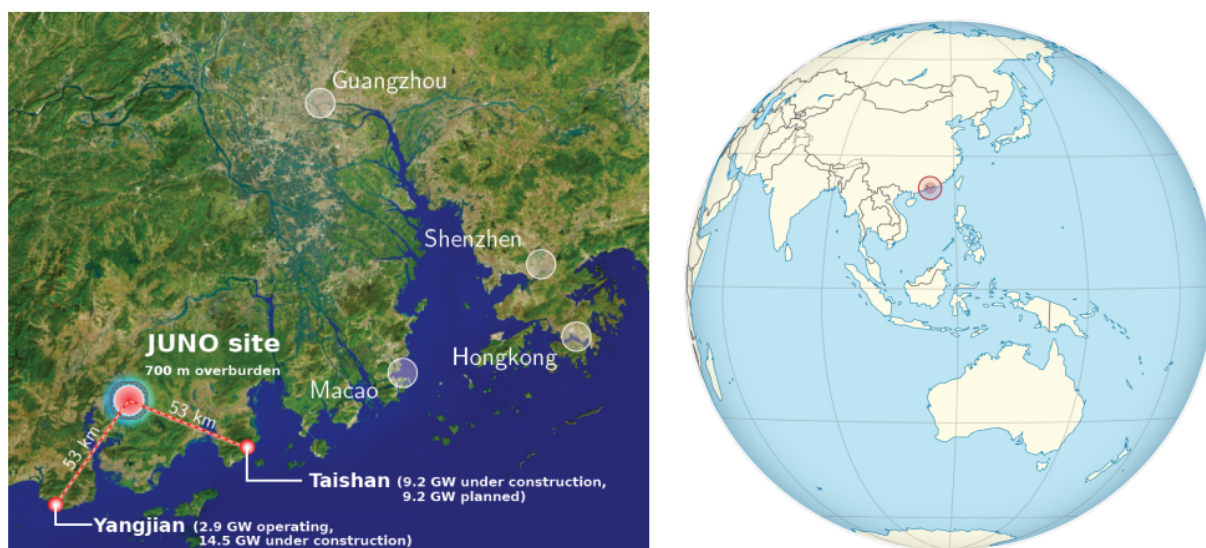 Guangzhou
Shenzhen
JUNO site
700 m overburden
Hongkong
Macao
53 km
53 km
Taishan (9.2 GW under construction,
9.2 GW planned)
Yangjian (2.9 GW operating,
14.5 GW under construction)